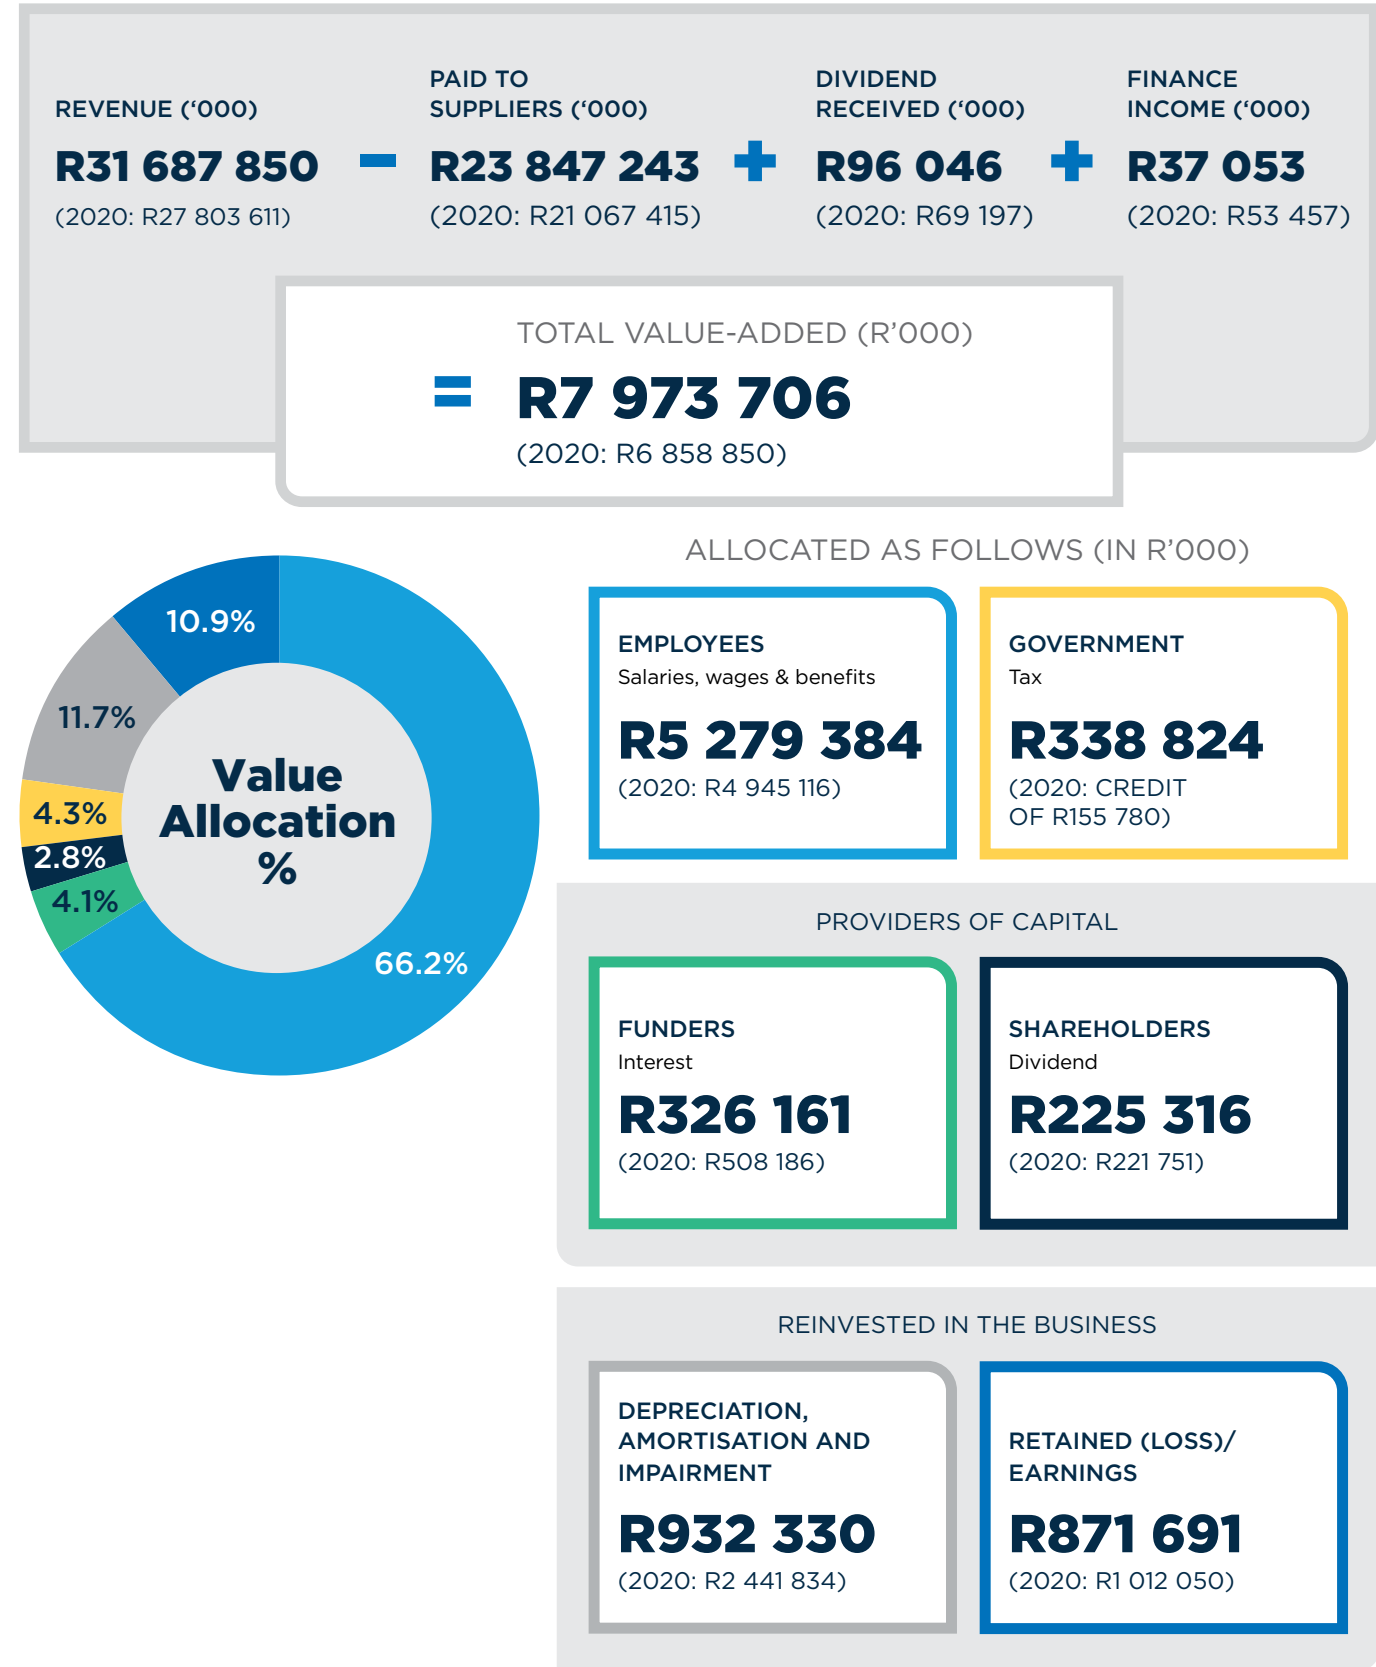 REVENUE (‘000)
R31 687 850
(2020: R27 803 611)
–
PAID TO
SUPPLIERS (‘000)
R23 847 243
(2020: R21 067 415)
+
DIVIDEND
RECEIVED (‘000)
R96 046
(2020: R69 197)
+
FINANCE
INCOME (‘000)
R37 053
(2020: R53 457)
TOTAL VALUE-ADDED (R’000)
= R7 973 706
(2020: R6 858 850)
10.9%
11.7%
4.3%
2.8%
4.1%
66.2%
Value
Allocation
%
ALLOCATED AS FOLLOWS (IN R’000)
EMPLOYEES
Salaries, wages & benefits
R5 279 384
(2020: R4 945 116)
GOVERNMENT
Tax
R338 824
(2020: CREDIT
OF R155 780)
PROVIDERS OF CAPITAL
FUNDERS
Interest
R326 161
(2020: R508 186)
SHAREHOLDERS
Dividend
R225 316
(2020: R221 751)
REINVESTED IN THE BUSINESS
DEPRECIATION,
AMORTISATION AND
IMPAIRMENT
R932 330
(2020: R2 441 834)
RETAINED (LOSS)/
EARNINGS
R871 691
(2020: R1 012 050)